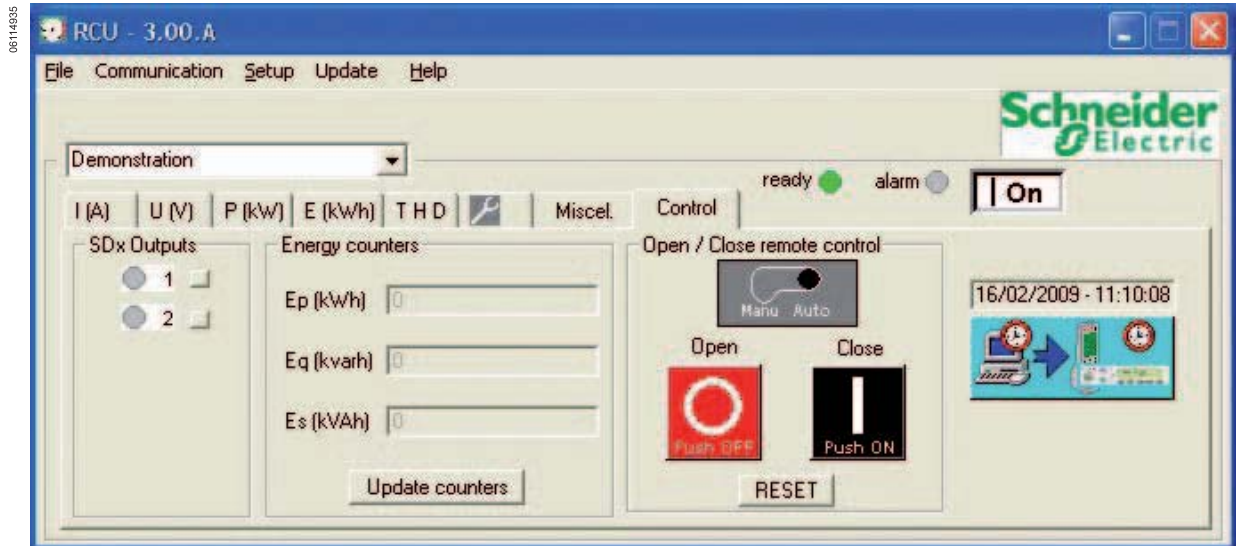 06114935
RCU - 3.00.A
File Communication Setup Update Help
Schneider
Electric
Demonstration
ready alarm
On
I (A) U (V) P (kW) E (kWh) T H D Miscel. Control
SDx Outputs
1
2
Energy counters
Ep (kWh) 0
Eq (kvarh) 0
Es (kVAh) 0
Update counters
Open / Close remote control
Manu Auto
Open Close
Push OFF Push ON
RESET
16/02/2009 - 11:10:08